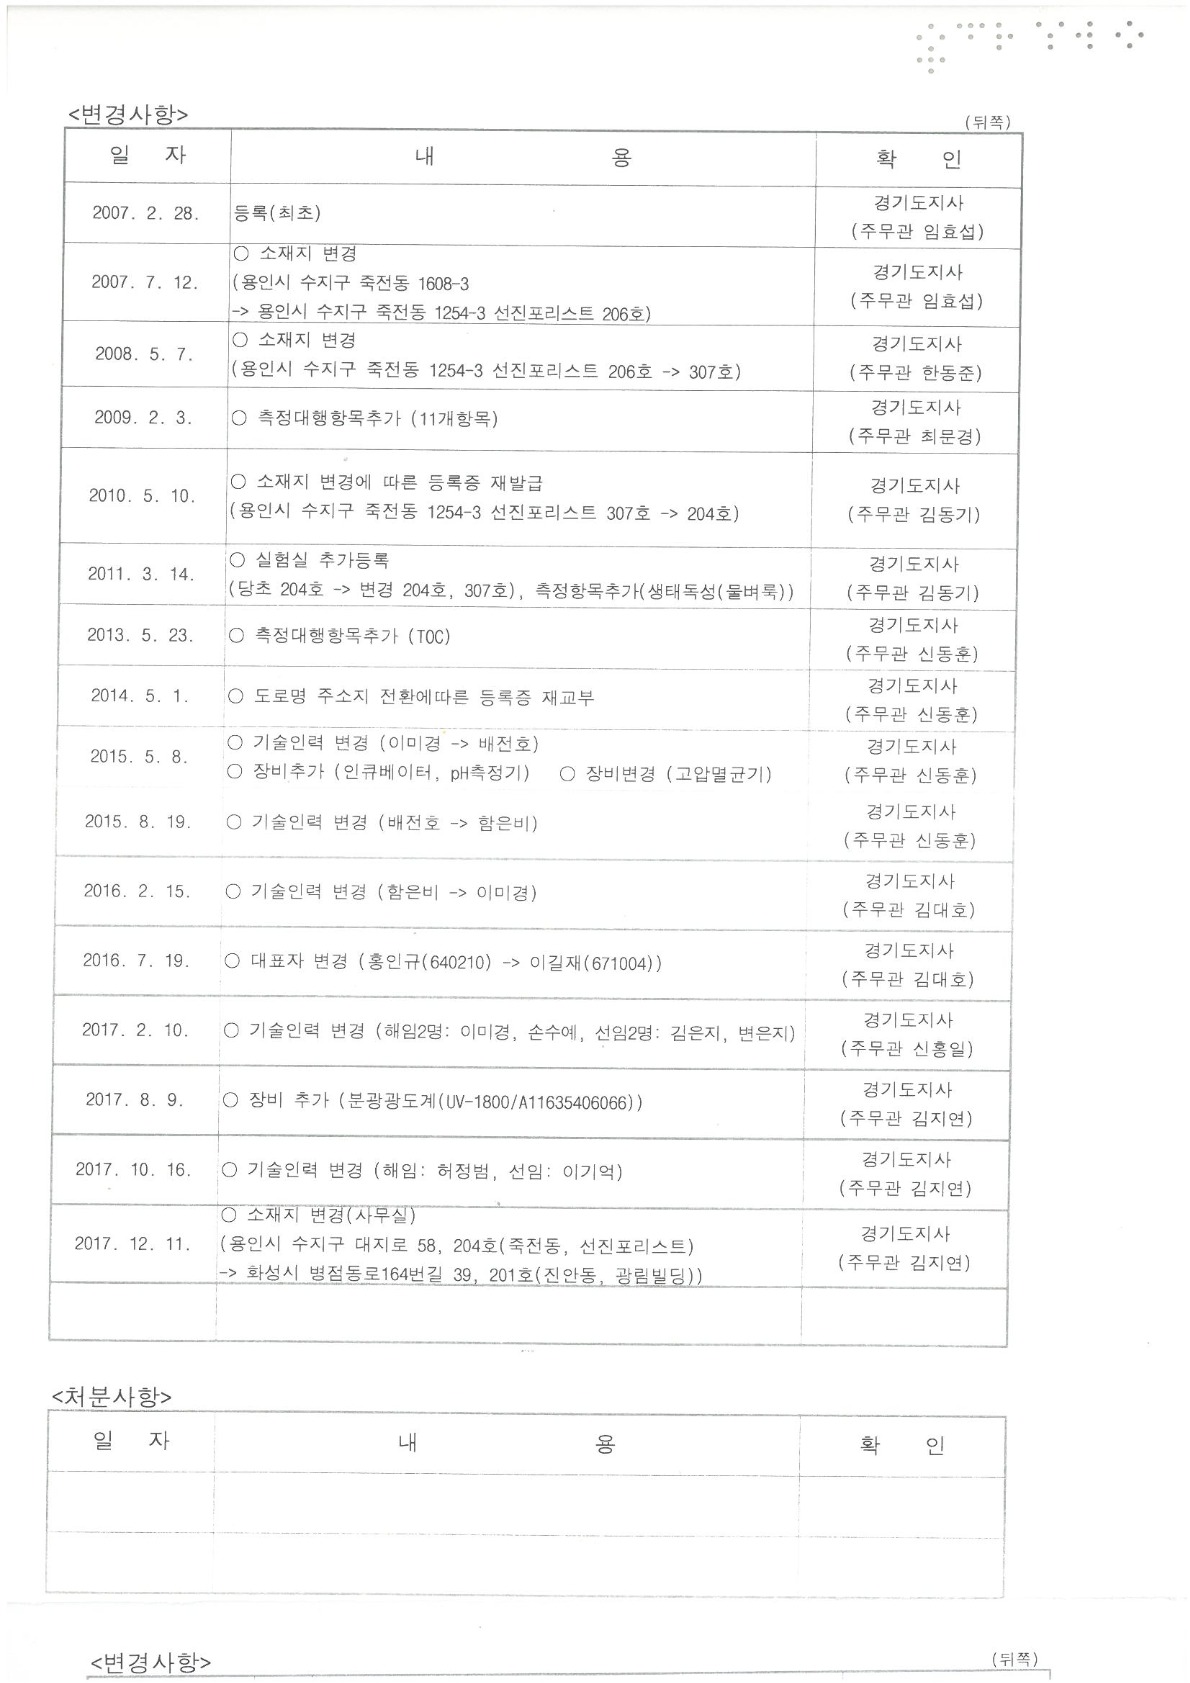 <변경사항>
(뒤쪽)
일 자 내 용 확 인
2007. 2. 28. 등록(최초) 경기도지사
(주무관 임효섭)
2007. 7. 12. ○ 소재지 변경
(용인시 수지구 죽전동 1608-3
-> 용인시 수지구 죽전동 1254-3 선진포리스트 206호)
경기도지사
(주무관 임효섭)
2008. 5. 7. ○ 소재지 변경
(용인시 수지구 죽전동 1254-3 선진포리스트 206호 -> 307호)
경기도지사
(주무관 한동준)
2009. 2. 3. ○ 측정대행항목추가 (11개항목)
경기도지사
(주무관 최문경)
2010. 5. 10. ○ 소재지 변경에 따른 등록증 재발급
(용인시 수지구 죽전동 1254-3 선진포리스트 307호 -> 204호)
경기도지사
(주무관 김동기)
2011. 3. 14. ○ 실험실 추가등록
(당초 204호 -> 변경 204호, 307호), 측정항목추가(생태독성(물벼룩))
경기도지사
(주무관 김동기)
2013. 5. 23. ○ 측정대행항목추가 (TOC)
경기도지사
(주무관 신동훈)
2014. 5. 1. ○ 도로명 주소지 전환에따른 등록증 재교부
경기도지사
(주무관 신동훈)
2015. 5. 8. ○ 기술인력 변경 (이미경 -> 배전호)
○ 장비추가 (인큐베이터, pH측정기) ○ 장비변경 (고압멸균기)
경기도지사
(주무관 신동훈)
2015. 8. 19. ○ 기술인력 변경 (배전호 -> 함은비)
경기도지사
(주무관 신동훈)
2016. 2. 15. ○ 기술인력 변경 (함은비 -> 이미경)
경기도지사
(주무관 김대호)
2016. 7. 19. ○ 대표자 변경 (홍인규(640210) -> 이길재(671004))
경기도지사
(주무관 김대호)
2017. 2. 10. ○ 기술인력 변경 (해임2명: 이미경, 손수예, 선임2명: 김은지, 변은지)
경기도지사
(주무관 신홍일)
2017. 8. 9. ○ 장비 추가 (분광광도계(UV-1800/A11635406066))
경기도지사
(주무관 김지연)
2017. 10. 16. ○ 기술인력 변경 (해임: 허정범, 선임: 이기억)
경기도지사
(주무관 김지연)
2017. 12. 11. ○ 소재지 변경(사무실)
(용인시 수지구 대지로 58, 204호(죽전동, 선진포리스트)
-> 화성시 병점동로164번길 39, 201호(진안동, 광림빌딩))
경기도지사
(주무관 김지연)
<처분사항>
일 자 내 용 확 인
<변경사항>
(뒤쪽)